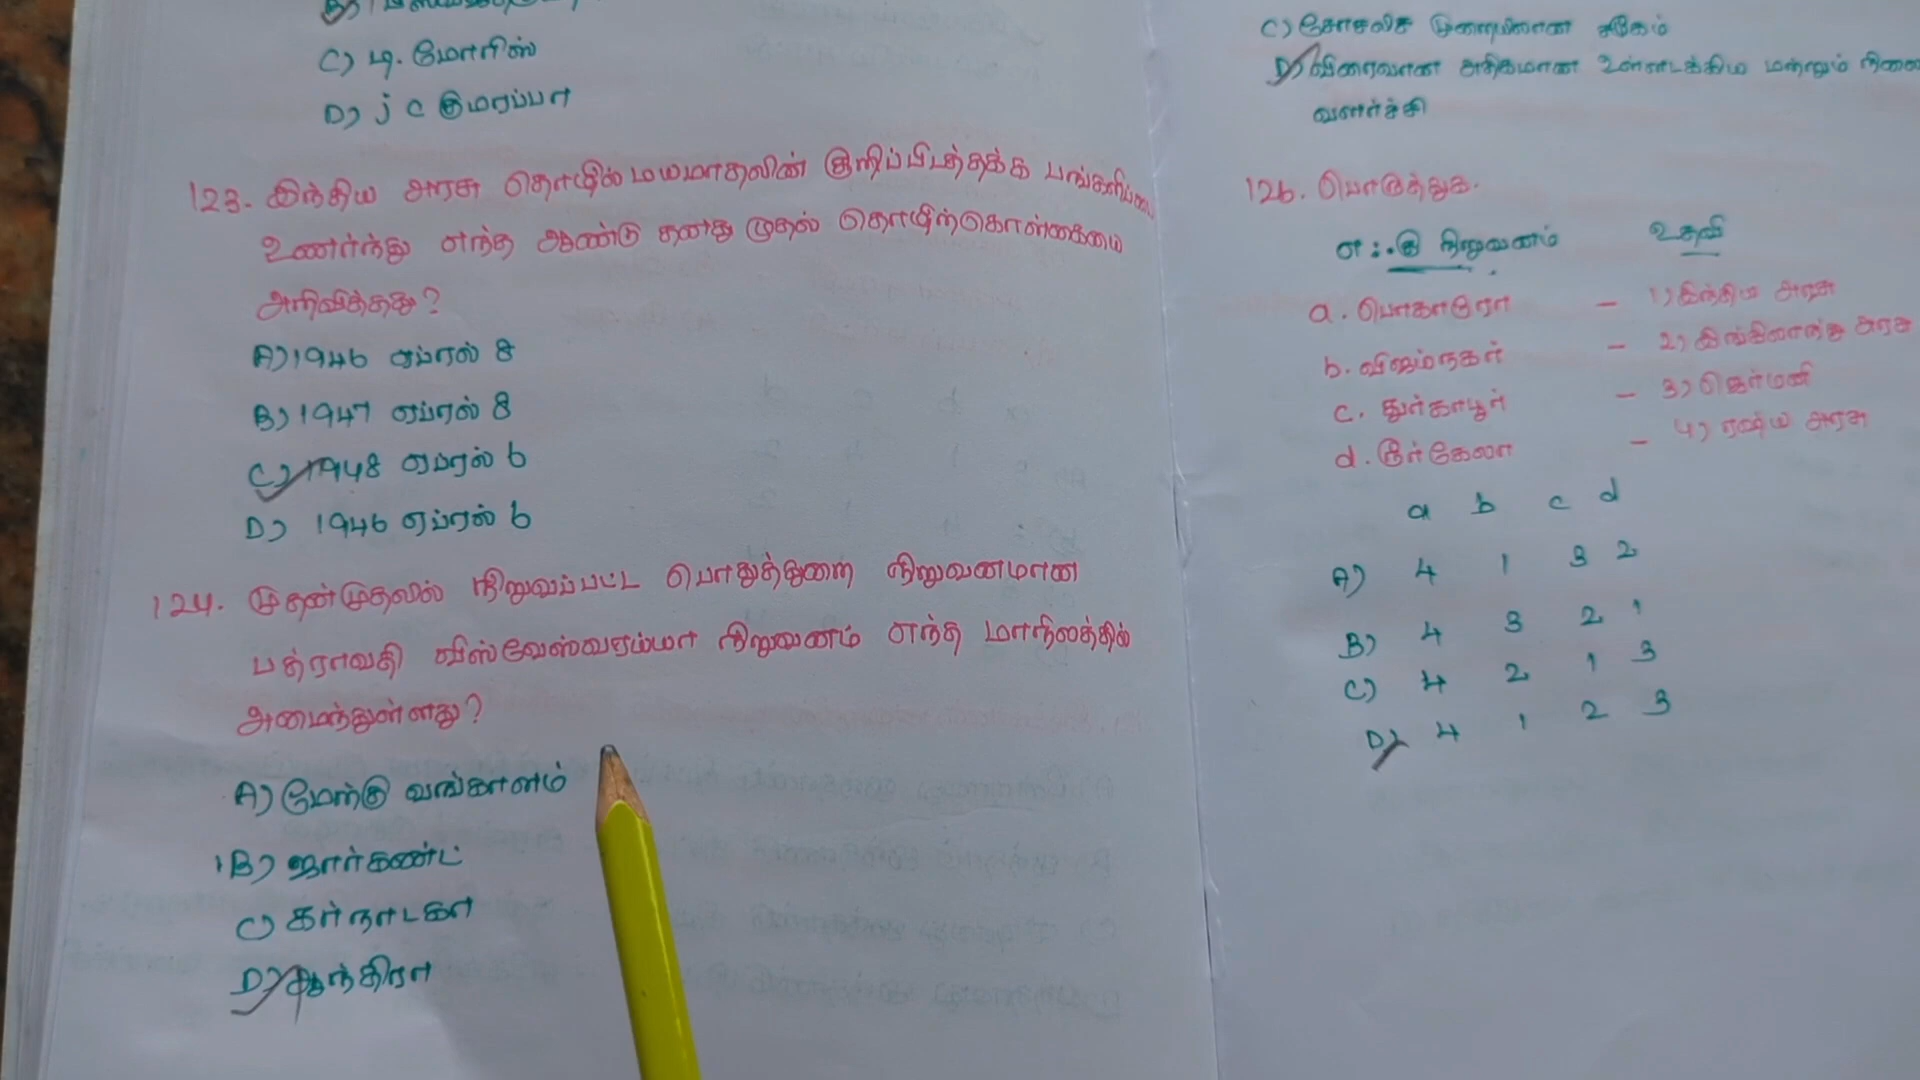 C) டி. மோரிஸ்
D) J C குமரப்பா
123. இந்திய அரசு தொழில்மயமாதலின் குறிப்பிடத்தக்க பங்களிப்பை
உணர்ந்து எந்த ஆண்டு தனது முதல் தொழிற்கொள்கையை
அறிவித்தது?
A) 1946 ஏப்ரல் 8
B) 1947 ஏப்ரல் 8
C) 1948 ஏப்ரல் 6
D) 1946 ஏப்ரல் 6
124. முதன்முதலில் நிறுவப்பட்ட பொதுத்துறை நிறுவனமான
பத்ராவதி விஸ்வேஸ்வரய்யா நிறுவனம் எந்த மாநிலத்தில்
அமைந்துள்ளது?
A) மேற்கு வங்காளம்
B) ஜார்கண்ட்
C) கர்நாடகா
D) ஆந்திரா
C) சோசலிச முறையிலான சமூகம்
D) விரைவான அதிகமான உள்ளடக்கிய மற்றும் நிலை
வளர்ச்சி
126. பொருத்துக.
எஃகு நிறுவனம் உதவி
a. பொகாரோ - 1) இந்திய அரசு
b. விஜயநகர் - 2) இங்கிலாந்து அரசு
c. துர்காபூர் - 3) ஜெர்மனி
d. ரூர்கேலா - 4) ரஷ்ய அரசு
a b c d
A) 4 1 3 2
B) 4 3 2 1
C) 4 2 1 3
D) 4 1 2 3